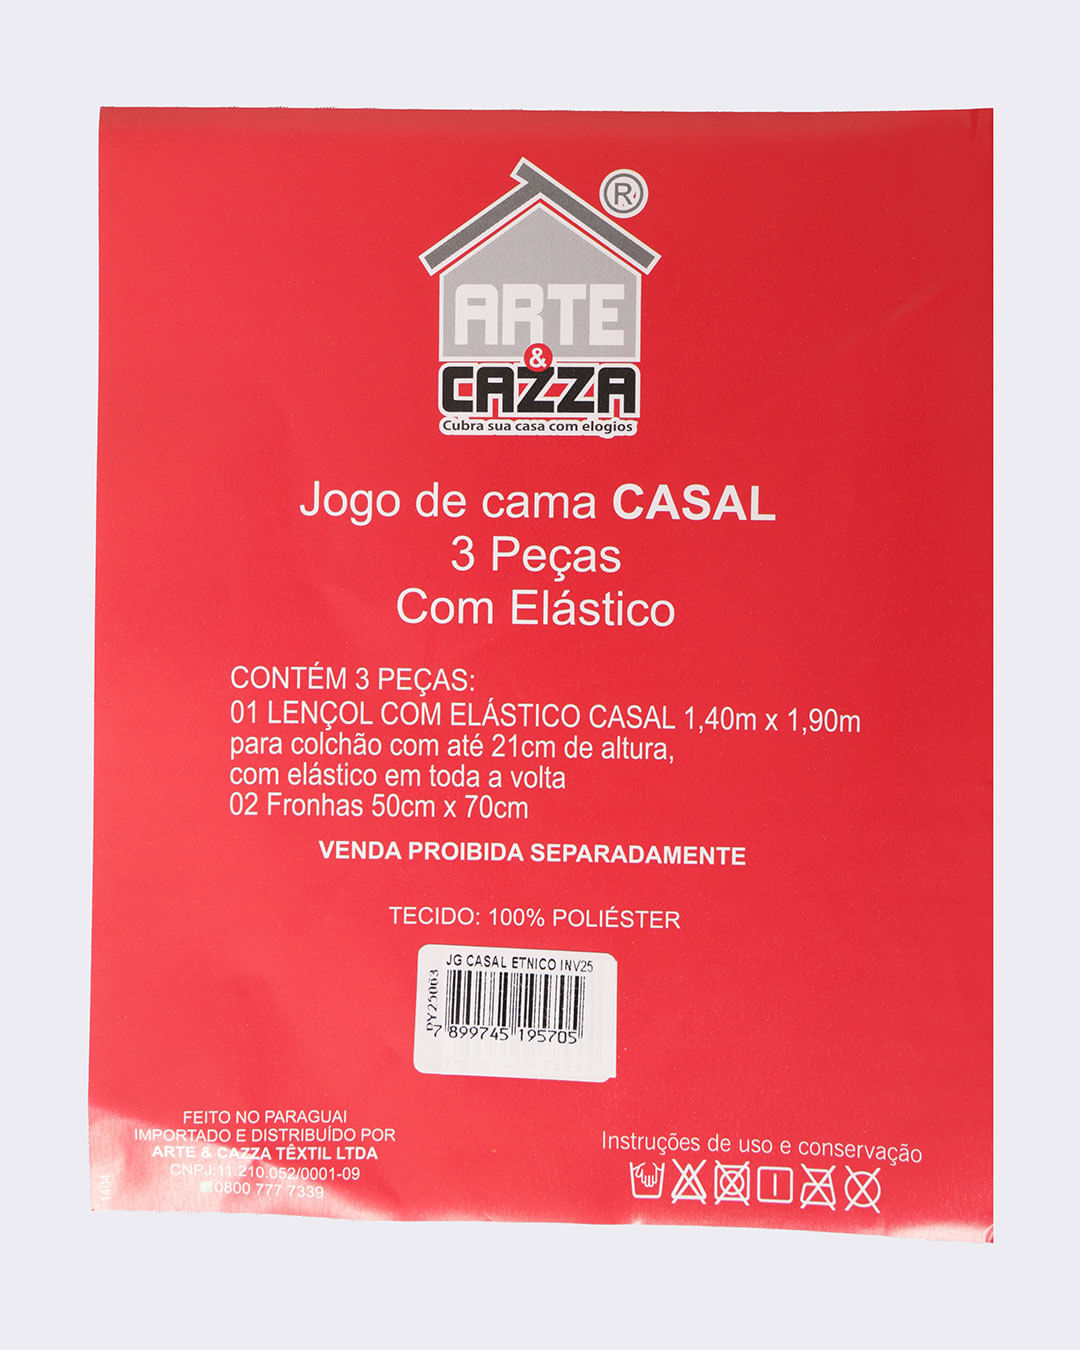 ®
ARTE
&
CAZZA
Cubra sua casa com elogios
Jogo de cama CASAL
3 Peças
Com Elástico
CONTÉM 3 PEÇAS:
01 LENÇOL COM ELÁSTICO CASAL 1,40m x 1,90m
para colchão com até 21cm de altura,
com elástico em toda a volta
02 Fronhas 50cm x 70cm
VENDA PROIBIDA SEPARADAMENTE
TECIDO: 100% POLIÉSTER
JG CASAL ETNICO INV25
PY25063
7 899745 195705
FEITO NO PARAGUAI
IMPORTADO E DISTRIBUÍDO POR
ARTE & CAZZA TÊXTIL LTDA
CNPJ:11.210.052/0001-09
0800 777 7339
1404
Instruções de uso e conservação